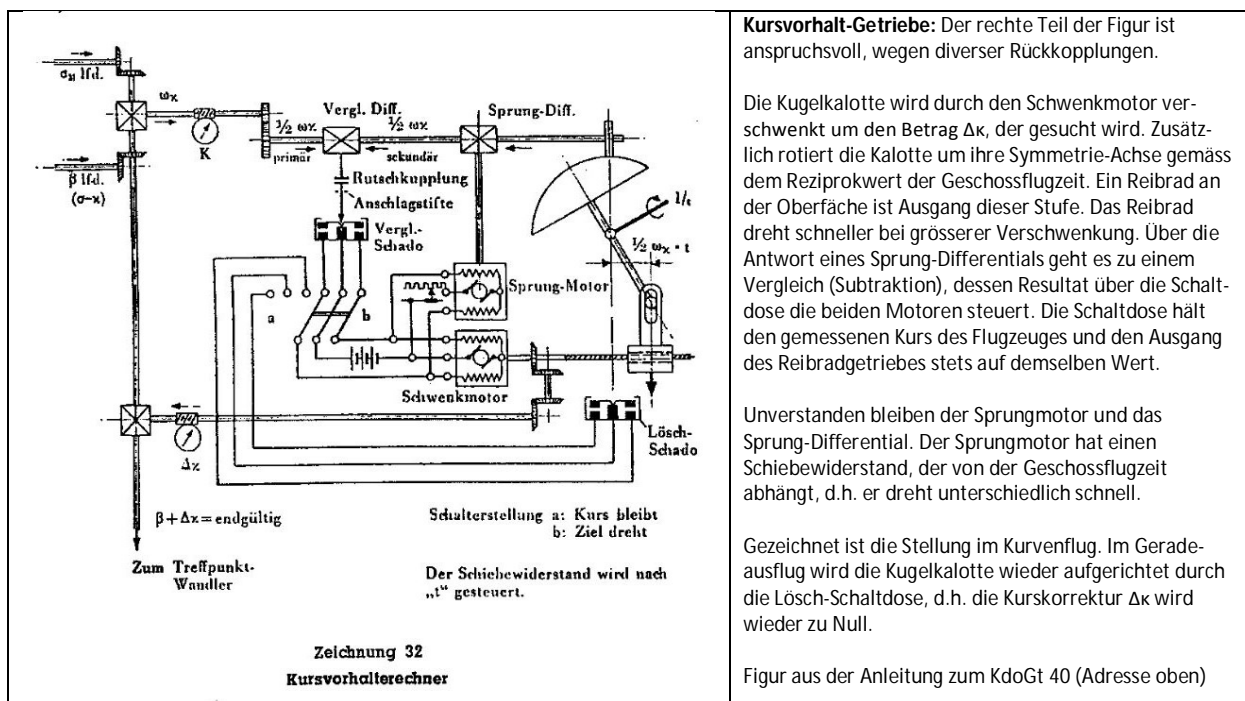 σн lfd.
ωϰ
K
β lfd.
(σ-ϰ)
Vergl. Diff.
Sprung-Diff.
1/2 ωϰ
1/2 ωϰ
primär
sekundär
Rutschkupplung
Anschlagstifte
Vergl.-
Schado
1/t
1/2 ωϰ • t
Sprung-Motor
a
b
Schwenkmotor
Lösch-
Schado
Δϰ
β+Δϰ=endgültig
Zum Treffpunkt-
Wandler
Schalterstellung a: Kurs bleibt
b: Ziel dreht
Der Schiebewiderstand wird nach
„t“ gesteuert.
Zeichnung 32
Kursvorhalterechner
Kursvorhalt-Getriebe: Der rechte Teil der Figur ist
anspruchsvoll, wegen diverser Rückkopplungen.
Die Kugelkalotte wird durch den Schwenkmotor ver-
schwenkt um den Betrag Δκ, der gesucht wird. Zusätz-
lich rotiert die Kalotte um ihre Symmetrie-Achse gemäss
dem Reziprokwert der Geschossflugzeit. Ein Reibrad an
der Oberfäche ist Ausgang dieser Stufe. Das Reibrad
dreht schneller bei grösserer Verschwenkung. Über die
Antwort eines Sprung-Differentials geht es zu einem
Vergleich (Subtraktion), dessen Resultat über die Schalt-
dose die beiden Motoren steuert. Die Schaltdose hält
den gemessenen Kurs des Flugzeuges und den Ausgang
des Reibradgetriebes stets auf demselben Wert.
Unverstanden bleiben der Sprungmotor und das
Sprung-Differential. Der Sprungmotor hat einen
Schiebewiderstand, der von der Geschossflugzeit
abhängt, d.h. er dreht unterschiedlich schnell.
Gezeichnet ist die Stellung im Kurvenflug. Im Gerade-
ausflug wird die Kugelkalotte wieder aufgerichtet durch
die Lösch-Schaltdose, d.h. die Kurskorrektur Δκ wird
wieder zu Null.
Figur aus der Anleitung zum KdoGt 40 (Adresse oben)